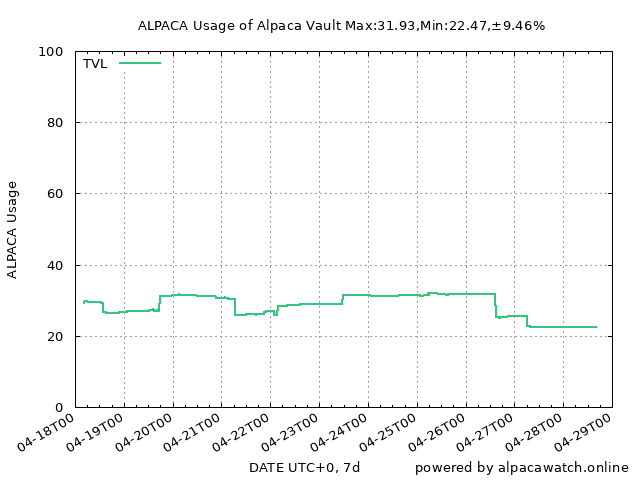 ALPACA Usage of Alpaca Vault Max:31.93,Min:22.47,±9.46%
TVL
ALPACA Usage
100
80
60
40
20
0
04-18T00
04-19T00
04-20T00
04-21T00
04-22T00
04-23T00
04-24T00
04-25T00
04-26T00
04-27T00
04-28T00
04-29T00
DATE UTC+0, 7d
powered by alpacawatch.online